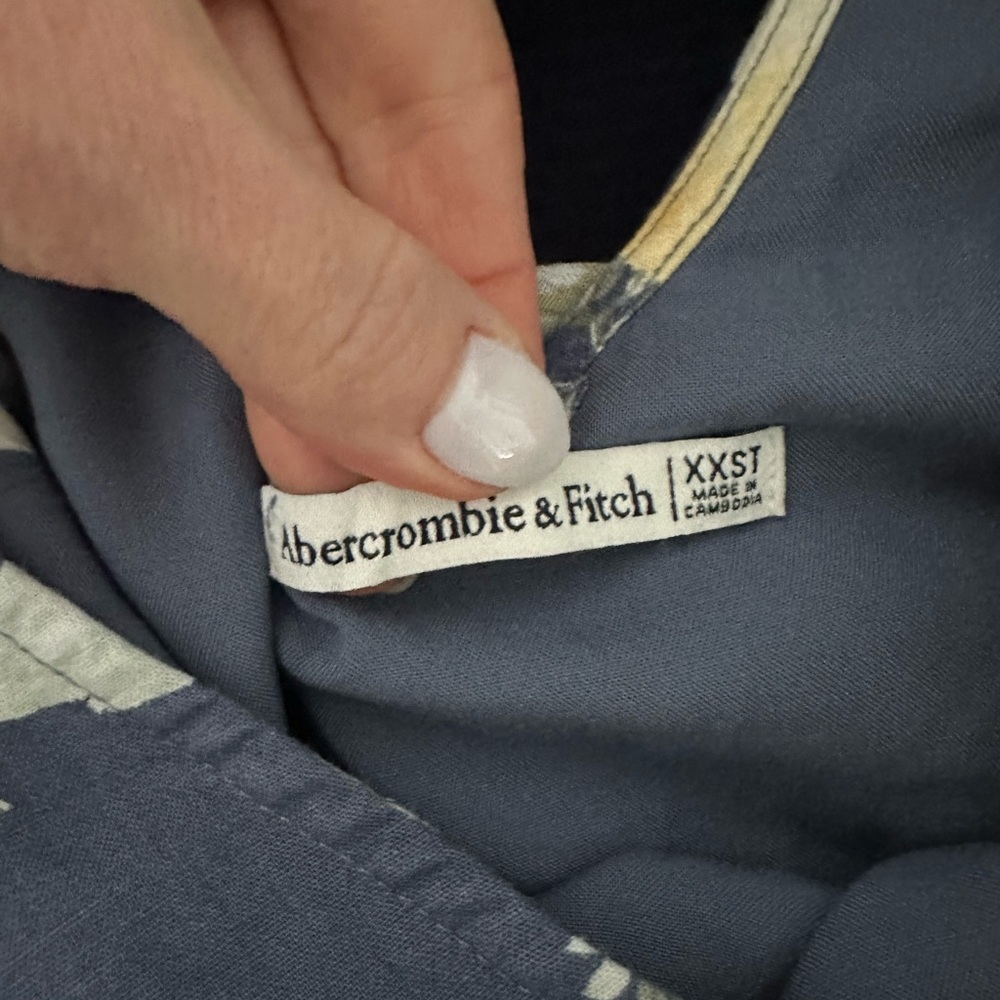 Abercrombie & Fitch
XXST
MADE IN
CAMBODIA